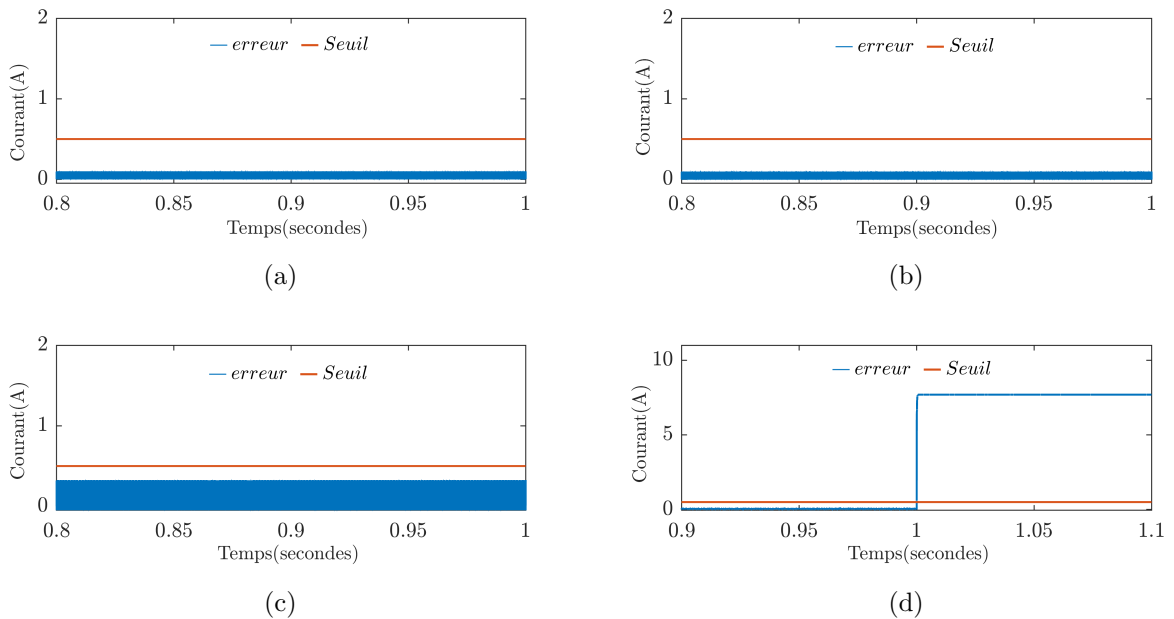 2
erreur Seuil
1
Courant(A)
0
0.8 0.85 0.9 0.95 1
Temps(secondes)
(a)
2
erreur Seuil
1
Courant(A)
0
0.8 0.85 0.9 0.95 1
Temps(secondes)
(b)
2
erreur Seuil
1
Courant(A)
0
0.8 0.85 0.9 0.95 1
Temps(secondes)
(c)
10
erreur Seuil
5
Courant(A)
0
0.9 0.95 1 1.05 1.1
Temps(secondes)
(d)